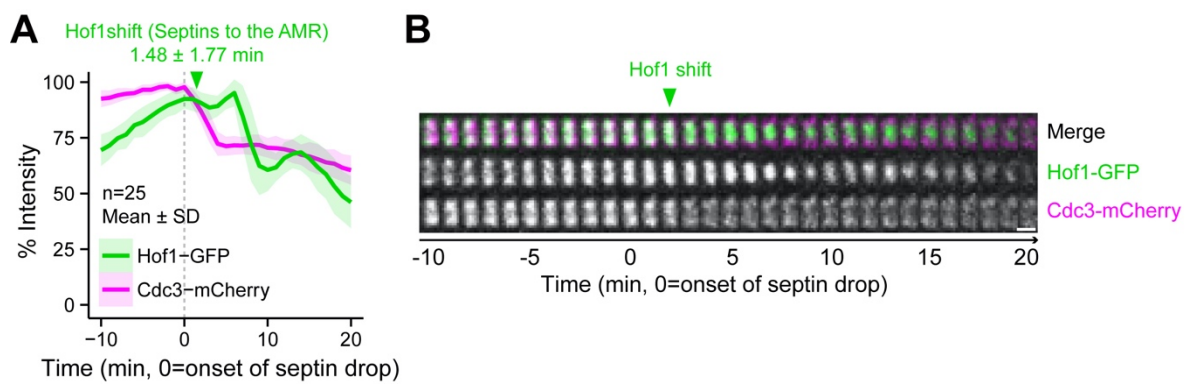 A
Hof1shift (Septins to the AMR)
1.48 ± 1.77 min
100
75
50
25
0
% Intensity
n=25
Mean ± SD
Hof1−GFP
Cdc3−mCherry
−10
0
10
20
Time (min, 0=onset of septin drop)
B
Hof1 shift
Merge
Hof1-GFP
Cdc3-mCherry
-10
-5
0
5
10
15
20
Time (min, 0=onset of septin drop)